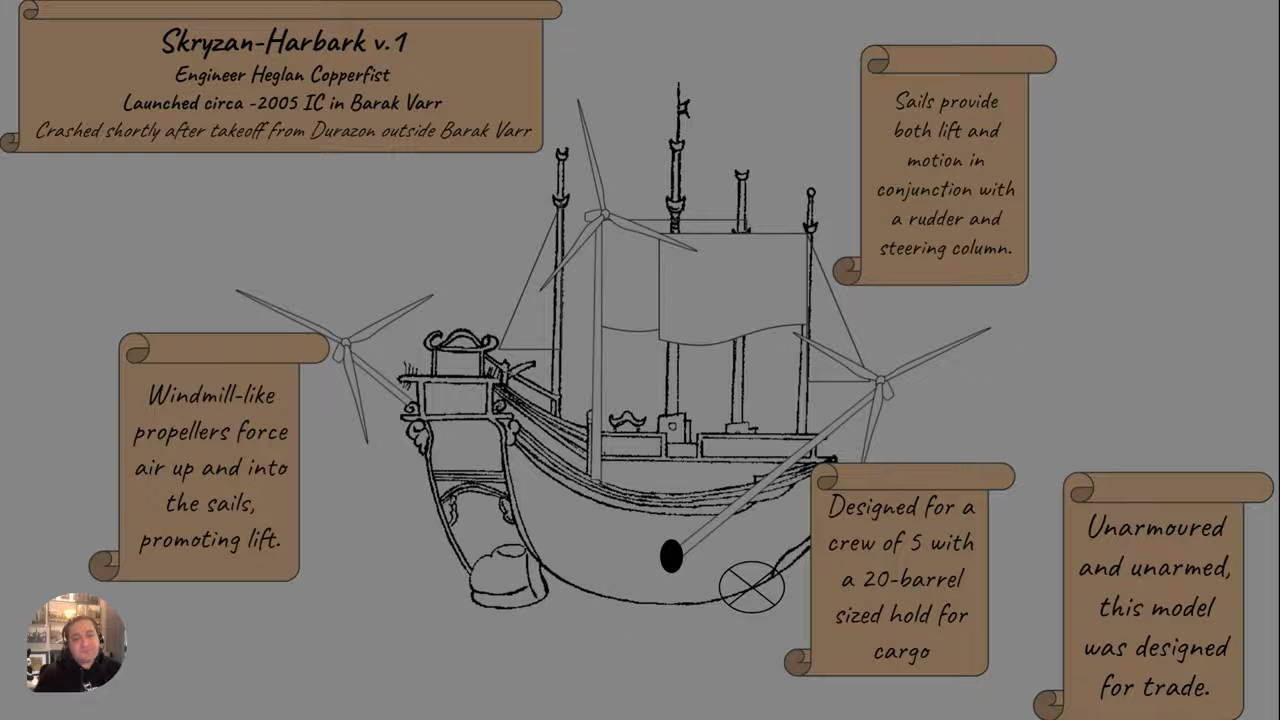 Skryzan-Harbark v.1
Engineer Heglan Copperfist
Launched circa -2005 IC in Barak Varr
Crashed shortly after takeoff from Durazon outside Barak Varr
Sails provide
both lift and
motion in
conjunction with
a rudder and
steering column.
Windmill-like
propellers force
air up and into
the sails,
promoting lift.
Designed for a
crew of 5 with
a 20-barrel
sized hold for
cargo
Unarmoured
and unarmed,
this model
was designed
for trade.